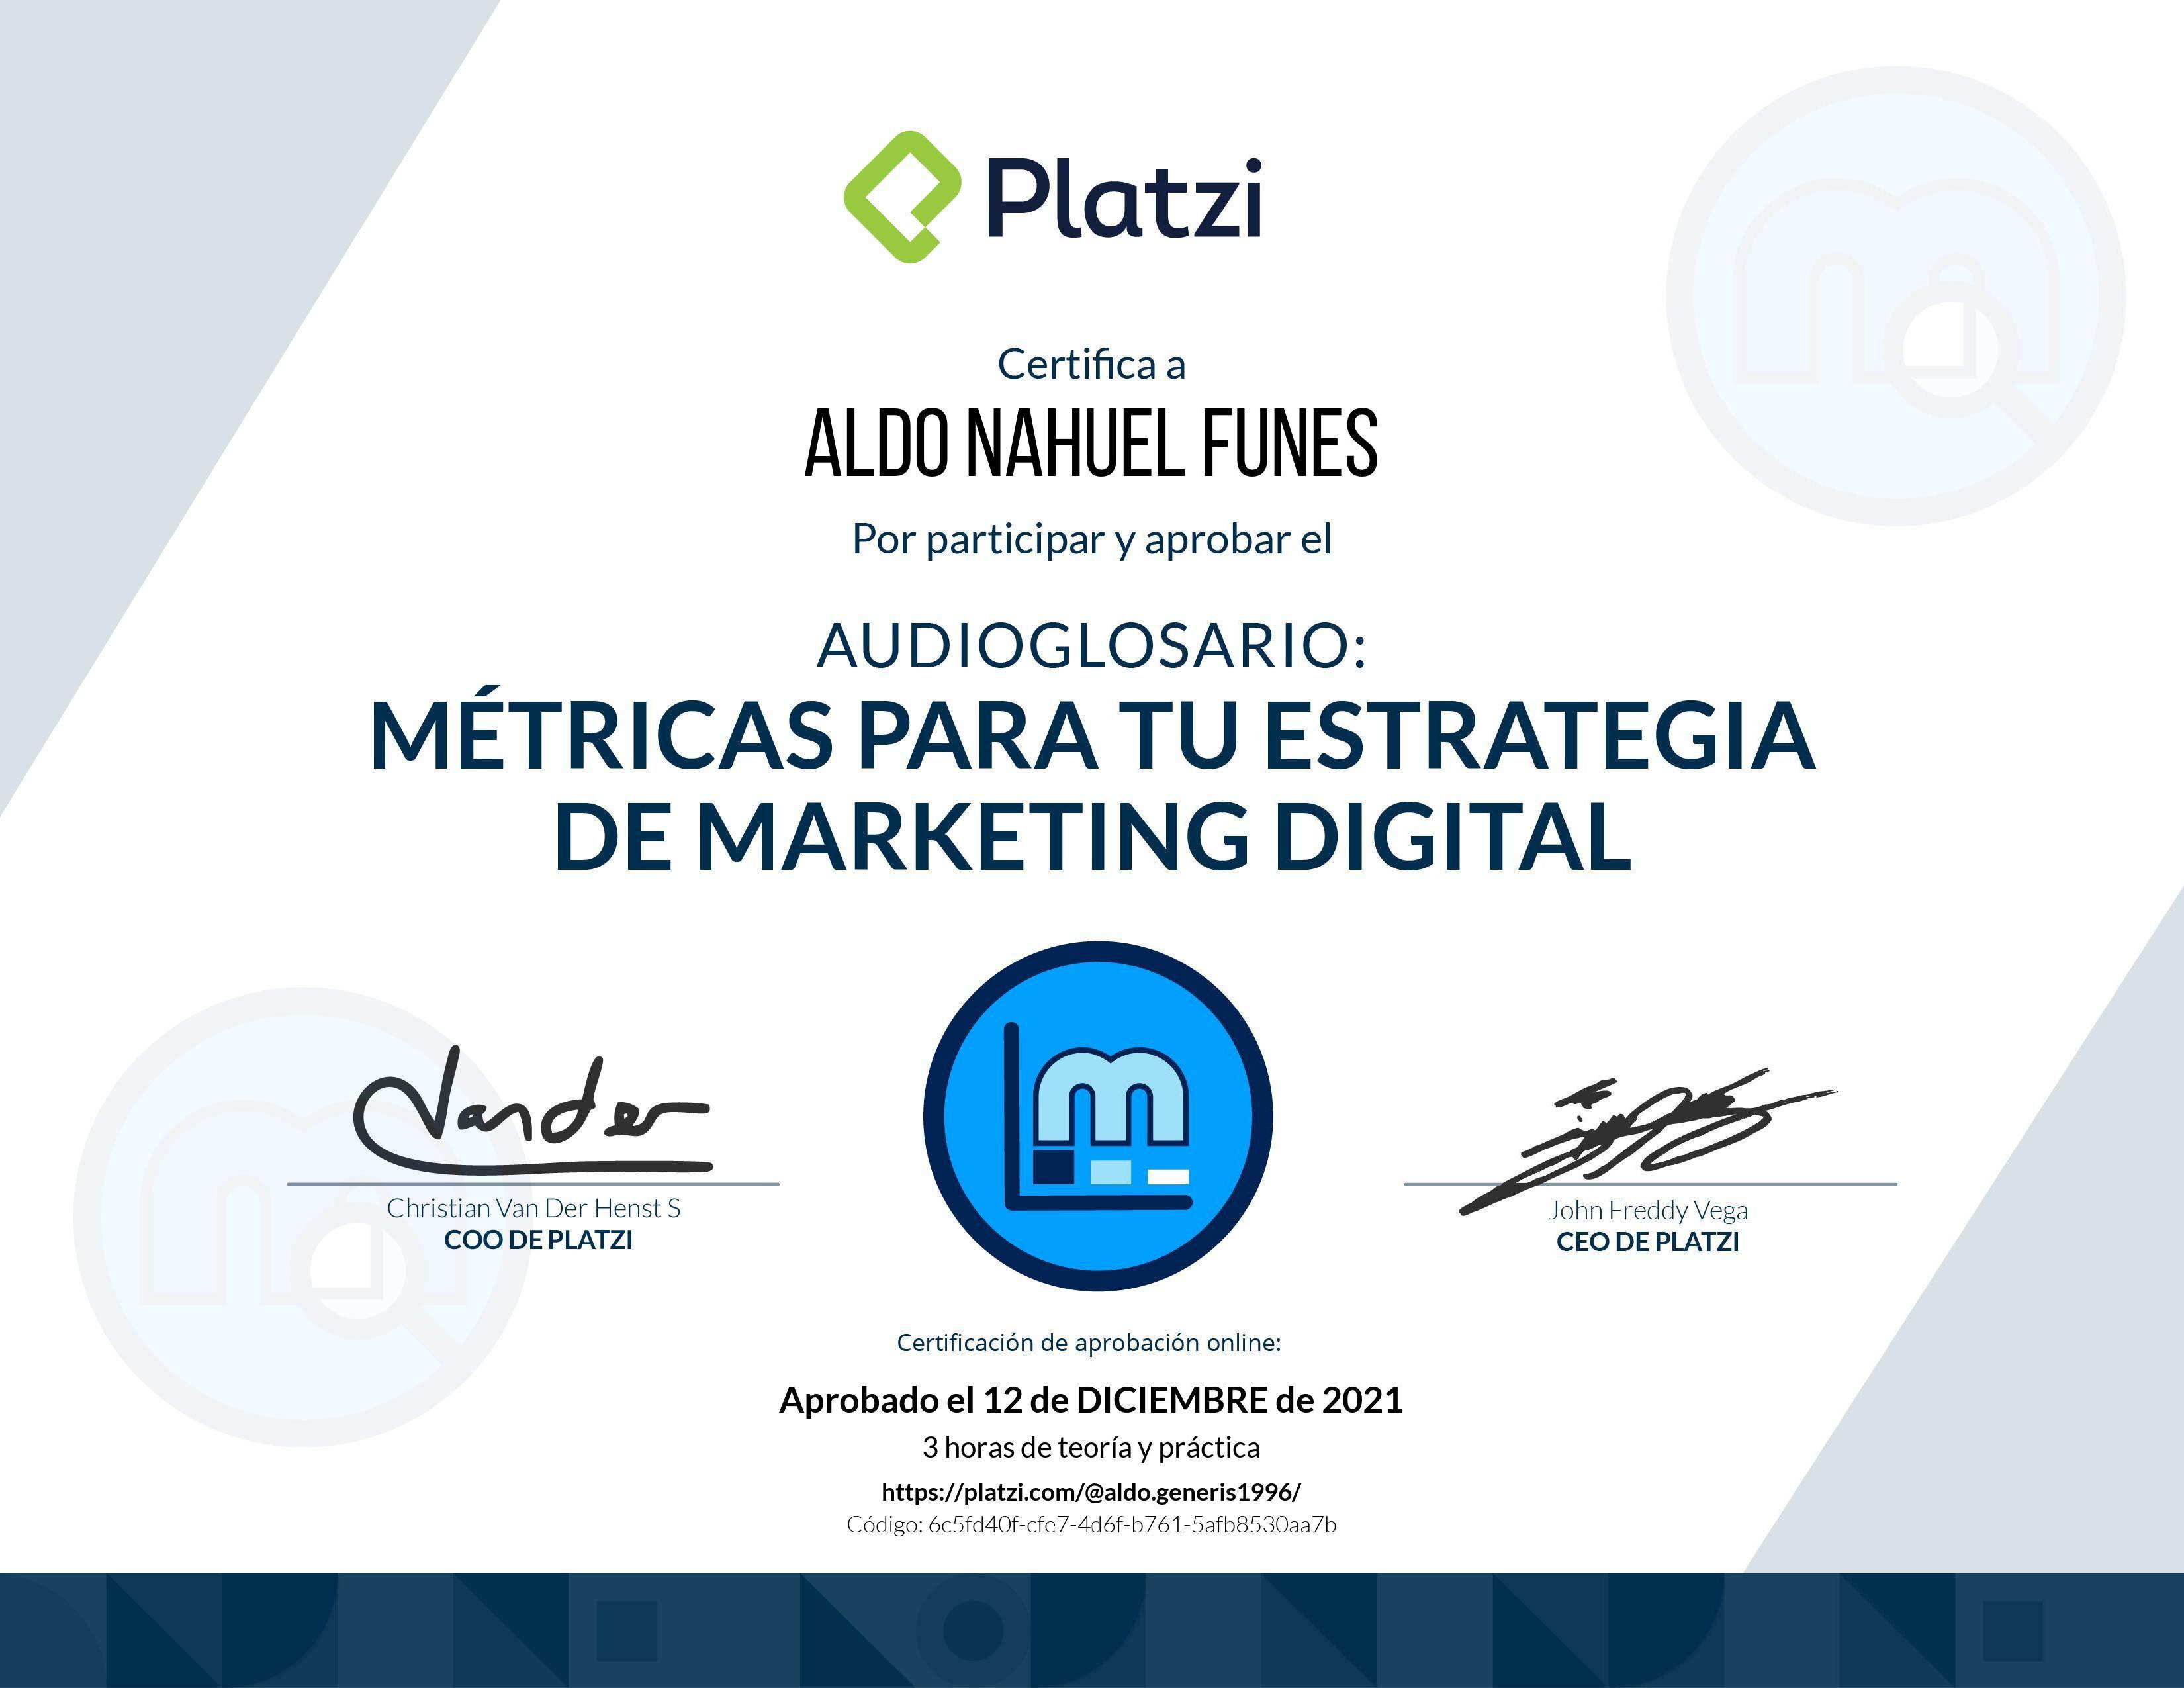 Platzi
Certifica a
ALDO NAHUEL FUNES
Por participar y aprobar el
AUDIOGLOSARIO:
MÉTRICAS PARA TU ESTRATEGIA
DE MARKETING DIGITAL
Vander
Christian Van Der Henst S
COO DE PLATZI
John Freddy Vega
CEO DE PLATZI
Certificación de aprobación online:
Aprobado el 12 de DICIEMBRE de 2021
3 horas de teoría y práctica
https://platzi.com/@aldo.generis1996/
Código: 6c5fd40f-cfe7-4d6f-b761-5afb8530aa7b